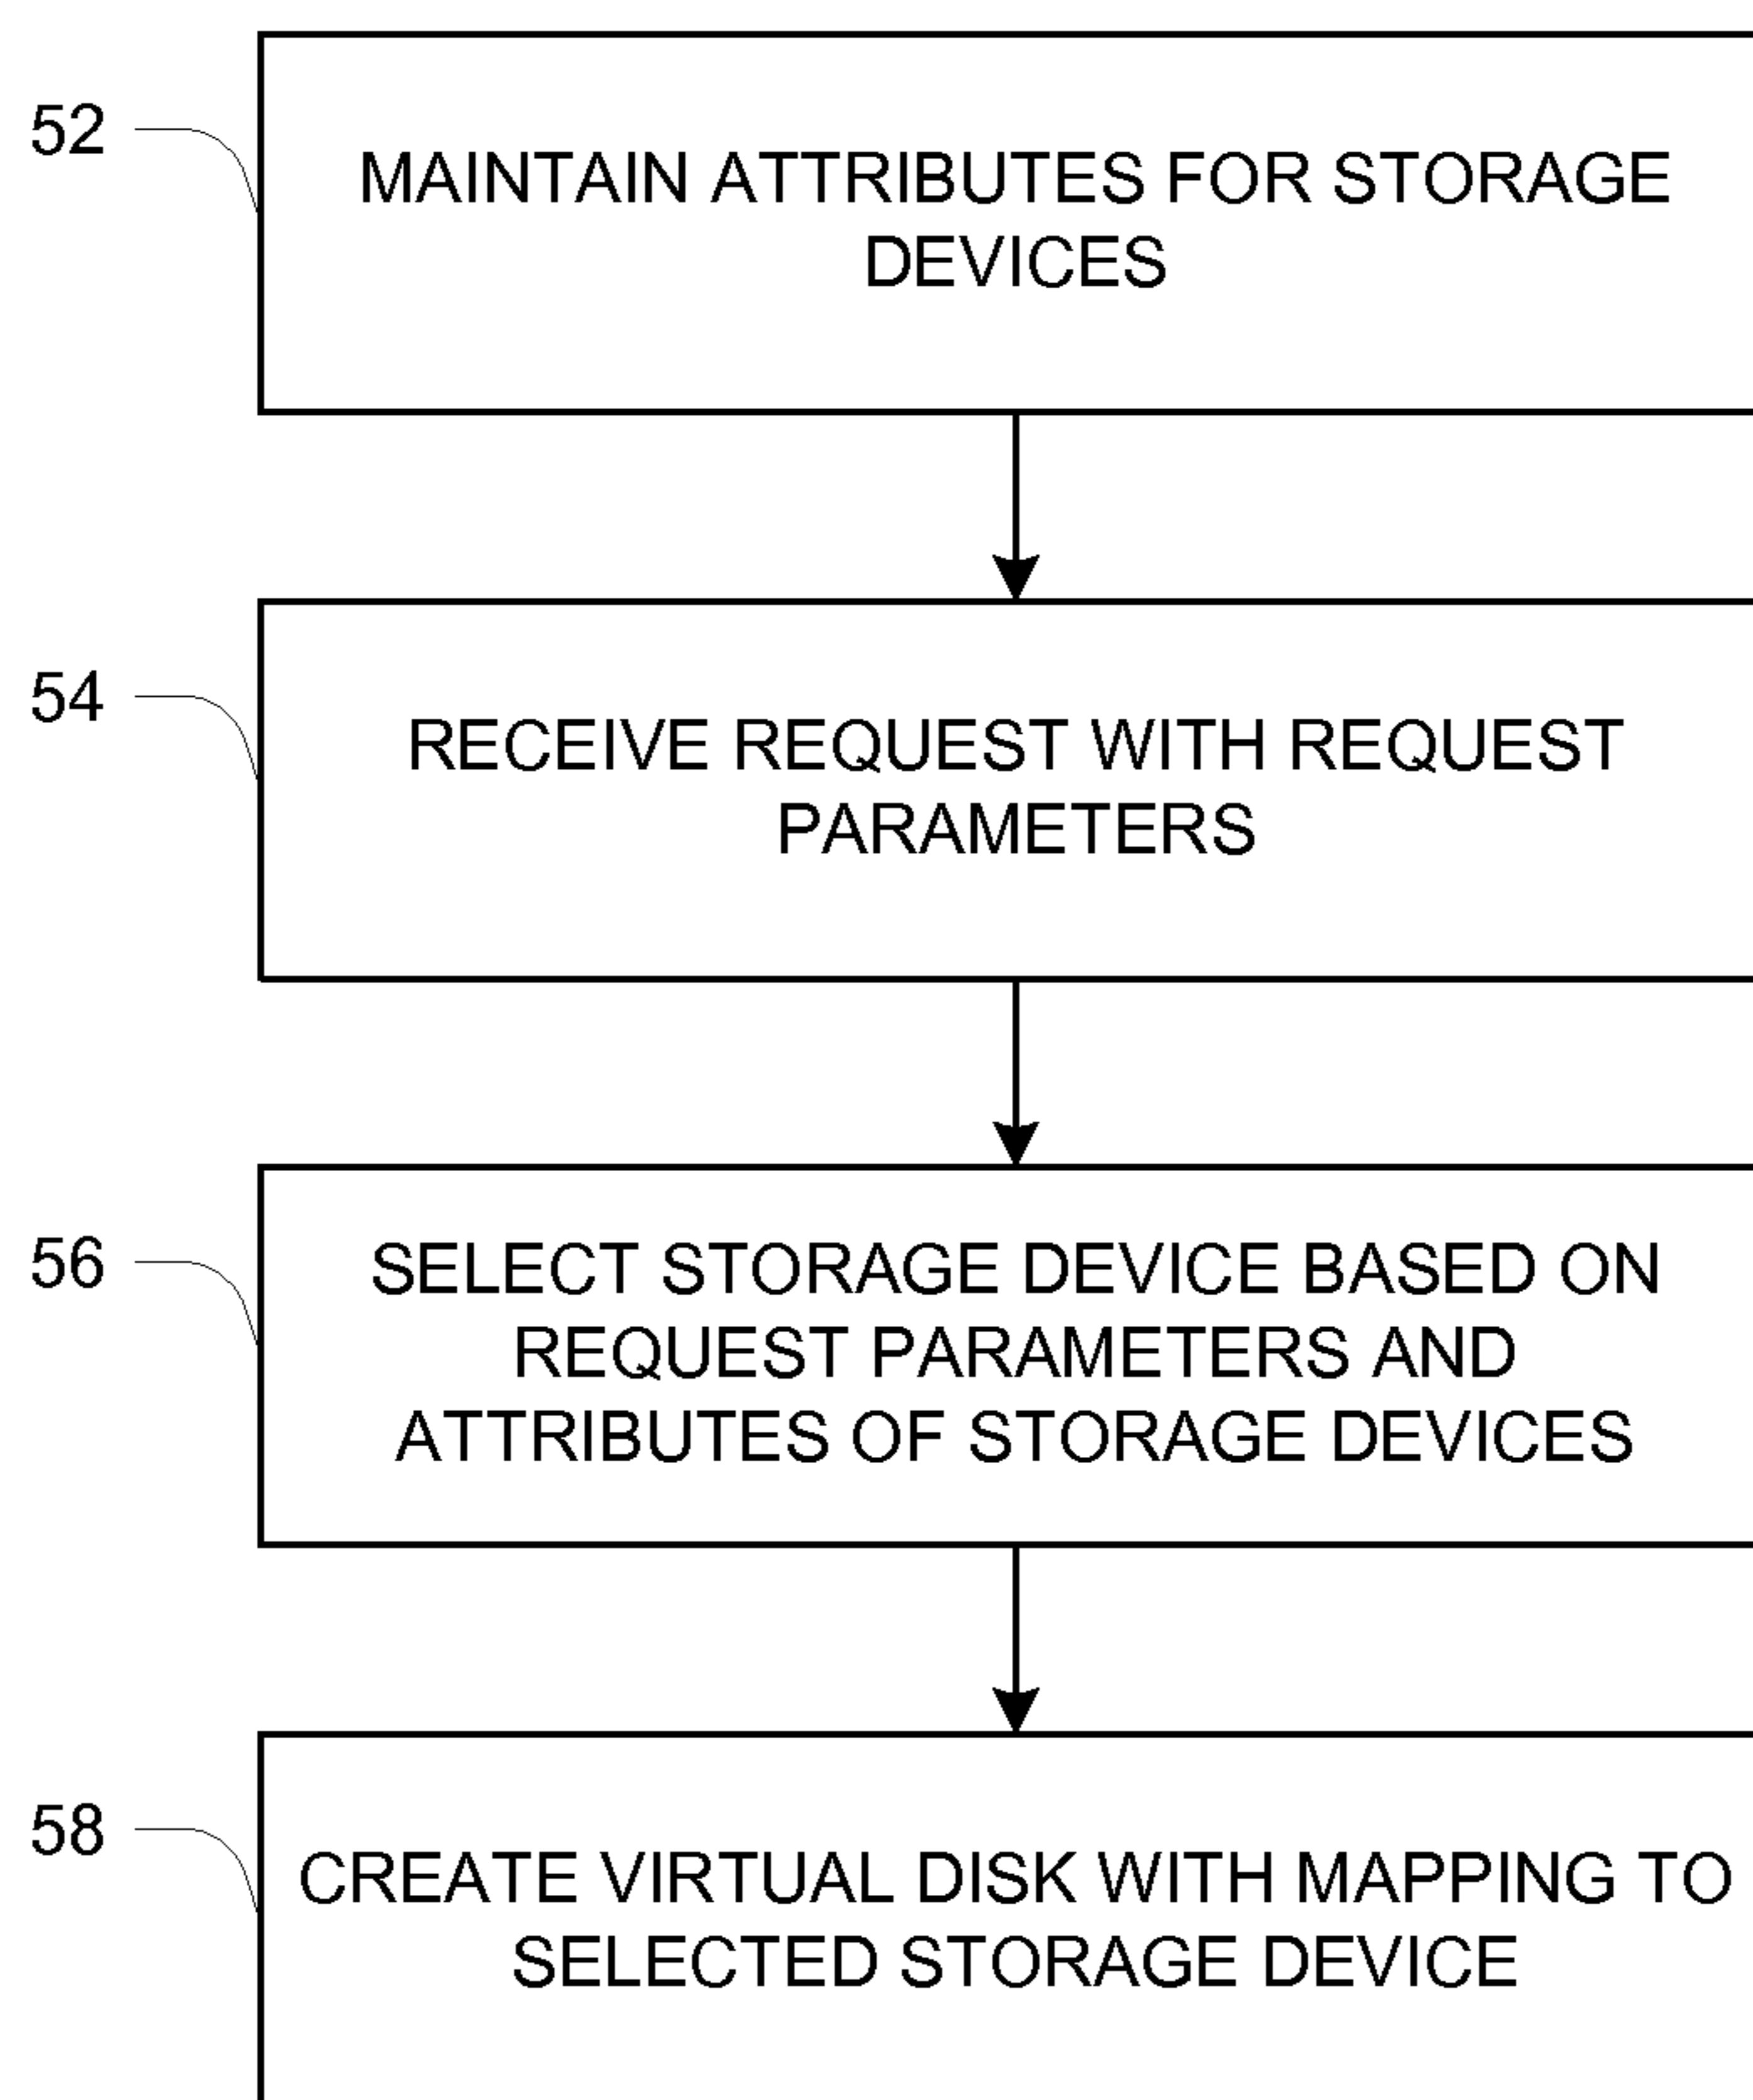 52
MAINTAIN ATTRIBUTES FOR STORAGE
DEVICES
54
RECEIVE REQUEST WITH REQUEST
PARAMETERS
56
SELECT STORAGE DEVICE BASED ON
REQUEST PARAMETERS AND
ATTRIBUTES OF STORAGE DEVICES
58
CREATE VIRTUAL DISK WITH MAPPING TO
SELECTED STORAGE DEVICE